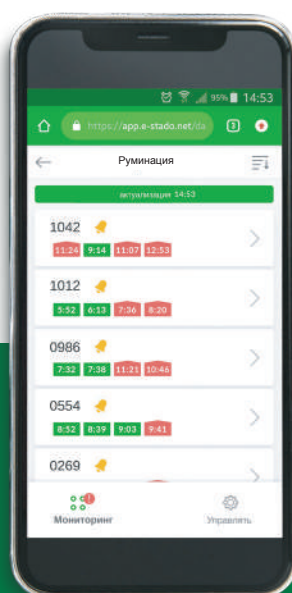 95% 14:53
https://app.e-stado.net/da
Руминация
актуализация 14:53
1042
11:24 9:14 11:07 12:53
1012
5:52 6:13 7:36 8:20
0986
7:32 7:38 11:21 10:46
0554
8:52 8:39 9:03 9:41
0269
Мониторинг Управлять